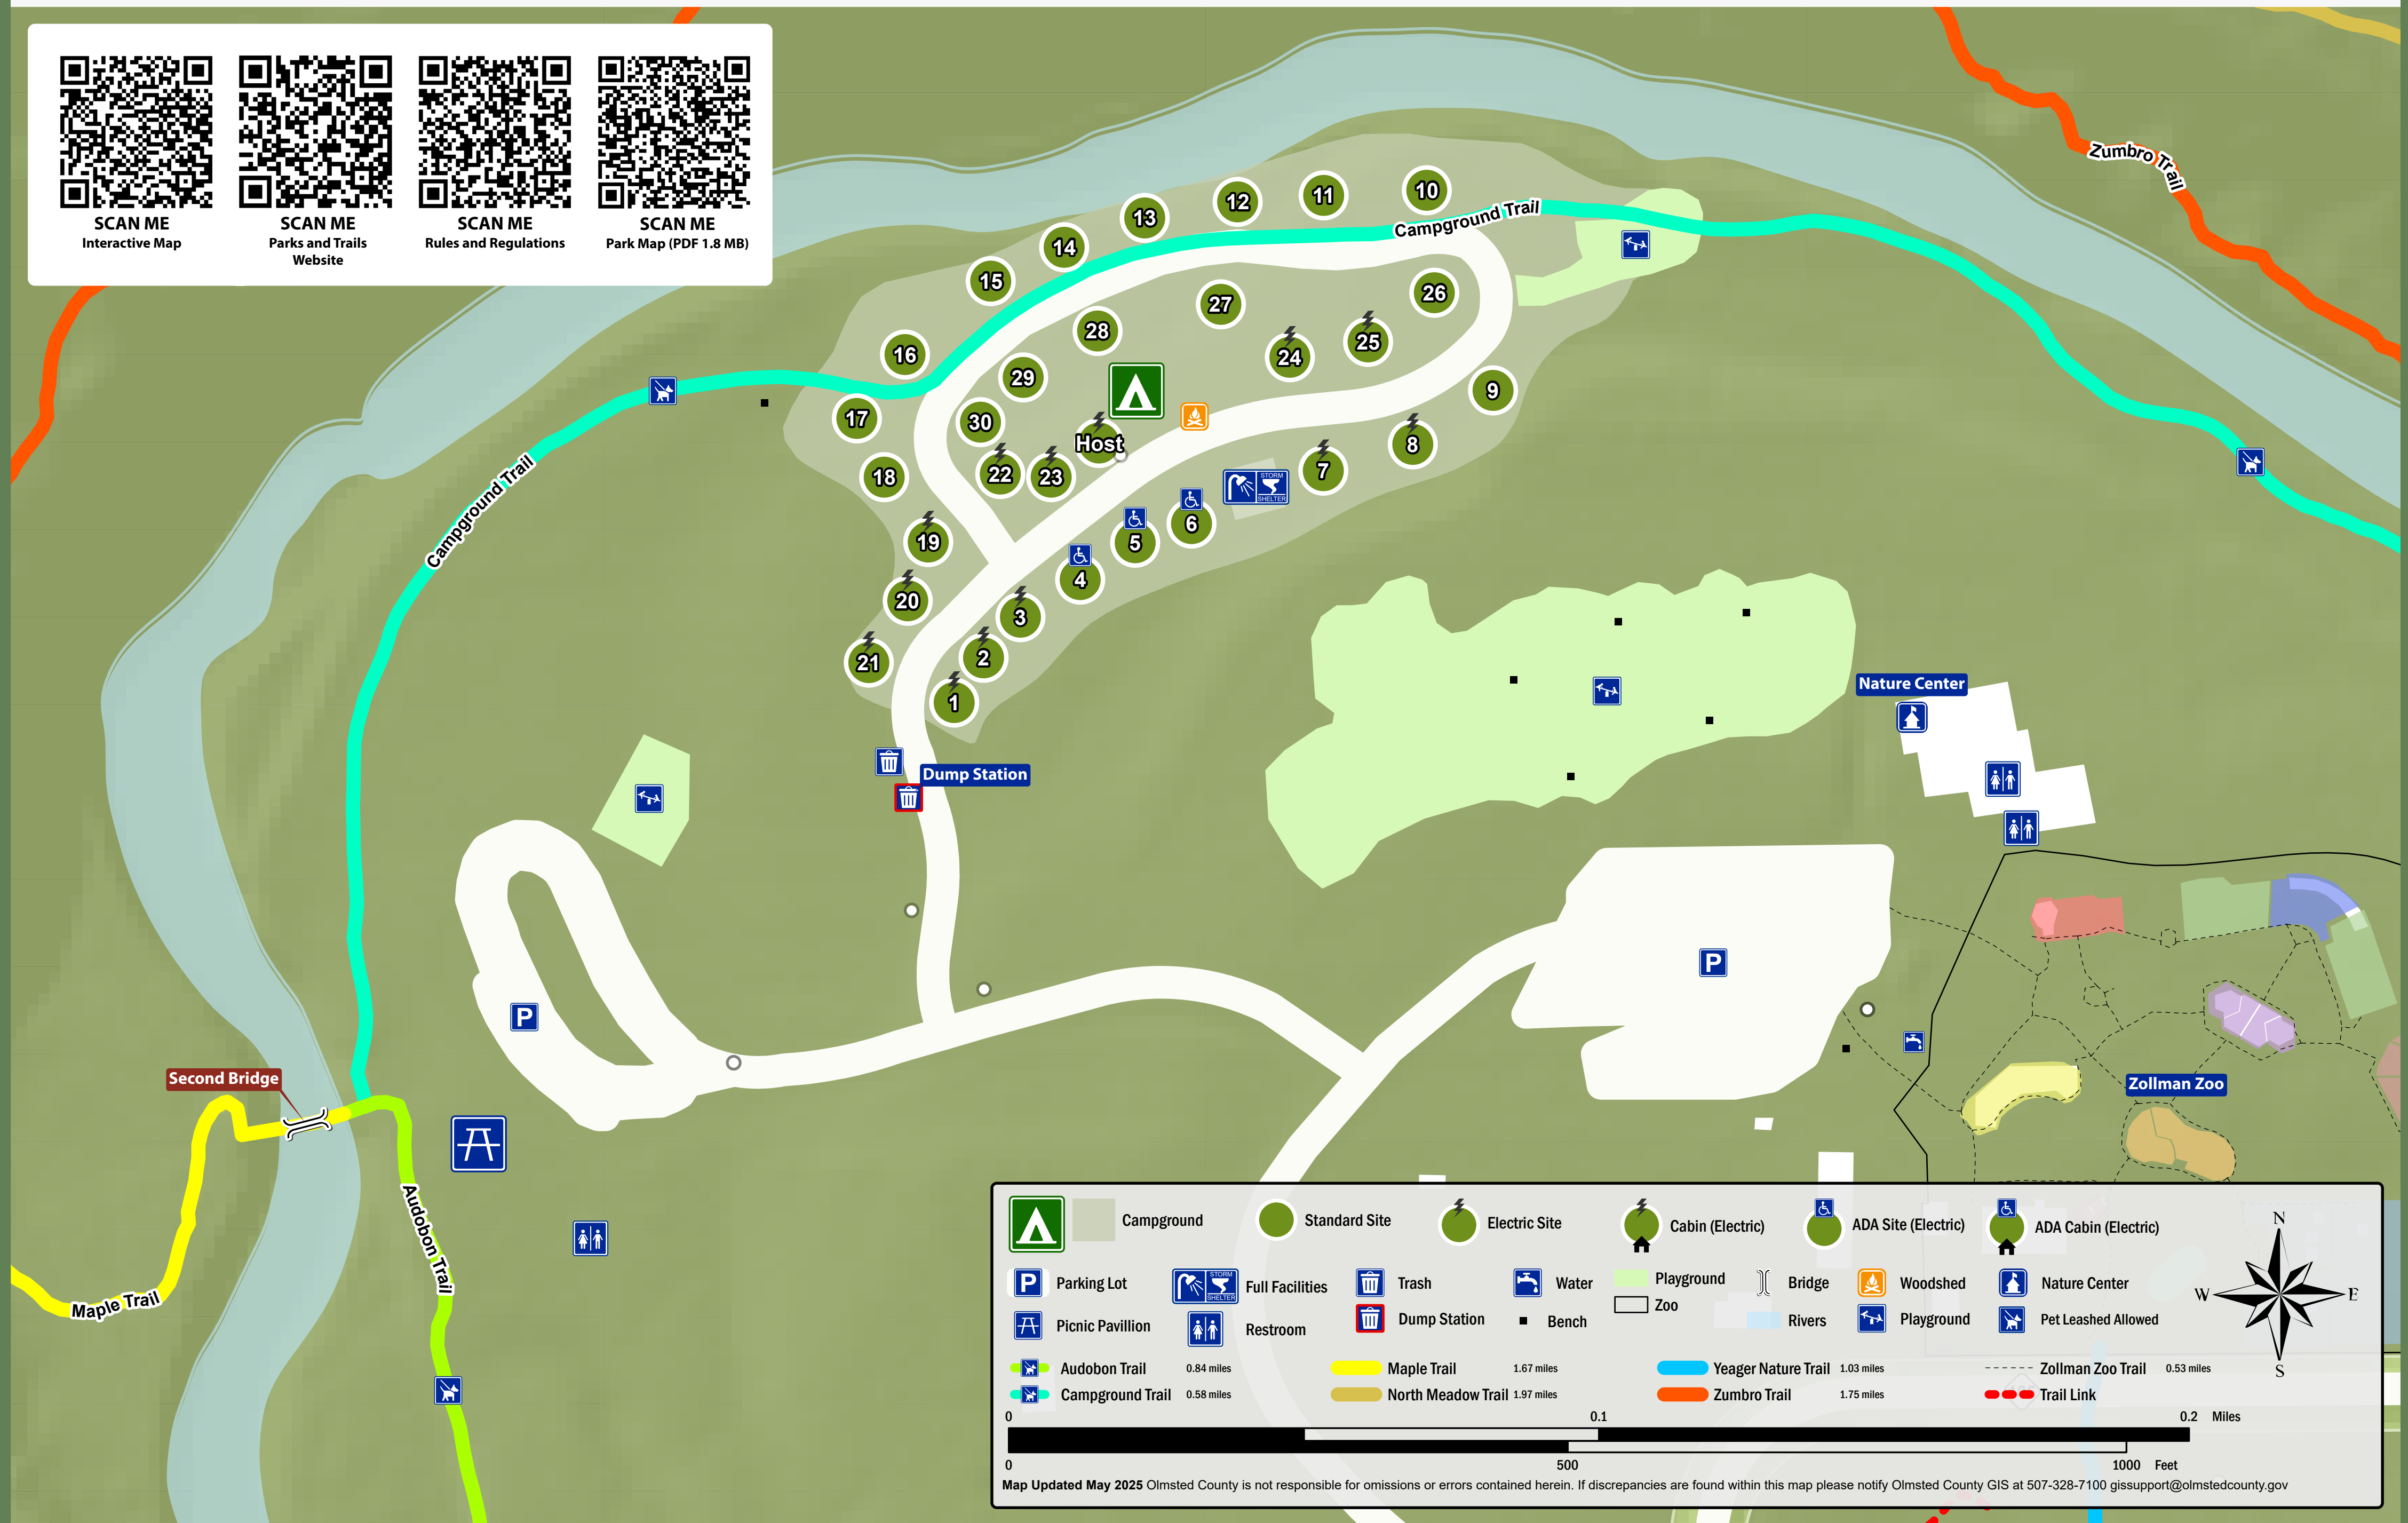 SCAN ME
Interactive Map
SCAN ME
Parks and Trails
Website
SCAN ME
Rules and Regulations
SCAN ME
Park Map (PDF 1.8 MB)
Zumbro Trail
10
11
12
13
Campground Trail
14
15
26
27
28
25
16
24
29
9
17
30
Host
8
7
22
23
18
STORM
SHELTER
6
19
5
4
20
3
2
21
1
Campground Trail
Nature Center
Dump Station
P
P
Second Bridge
Zollman Zoo
Audobon Trail
Maple Trail
Campground
Standard Site
Electric Site
Cabin (Electric)
ADA Site (Electric)
ADA Cabin (Electric)
P
Parking Lot
STORM
SHELTER
Full Facilities
Trash
Water
Playground
Zoo
Bridge
Woodshed
Nature Center
Picnic Pavillion
Restroom
Dump Station
Bench
Rivers
Playground
Pet Leashed Allowed
N
W
E
S
Audobon Trail 0.84 miles
Maple Trail 1.67 miles
Yeager Nature Trail 1.03 miles
Zollman Zoo Trail 0.53 miles
Campground Trail 0.58 miles
North Meadow Trail 1.97 miles
Zumbro Trail 1.75 miles
Trail Link
0 0.1 0.2 Miles
0 500 1000 Feet
Map Updated May 2025 Olmsted County is not responsible for omissions or errors contained herein. If discrepancies are found within this map please notify Olmsted County GIS at 507-328-7100 gissupport@olmstedcounty.gov